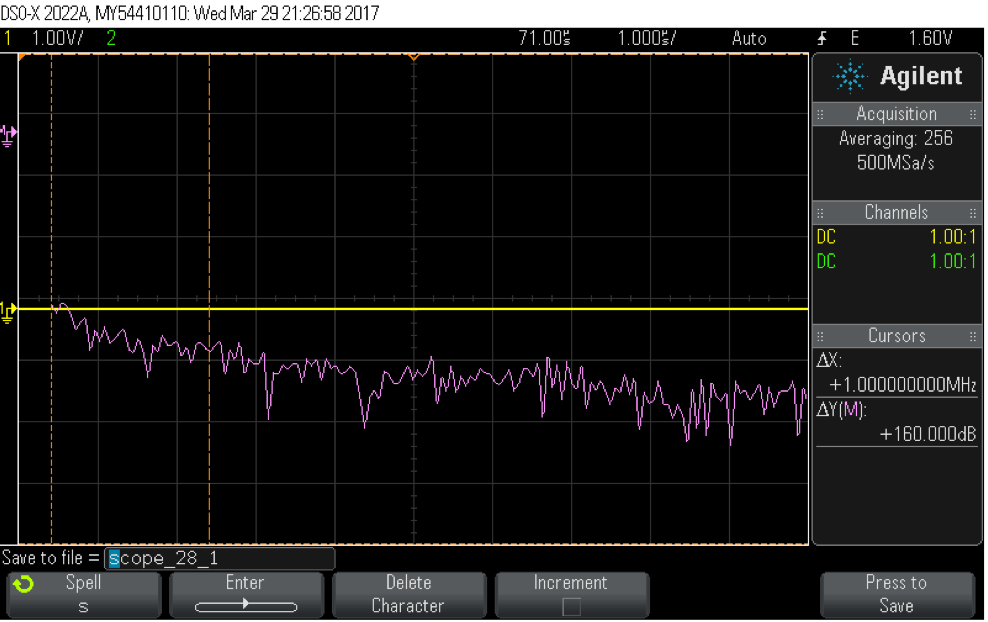 DSO-X 2022A, MY54410110: Wed Mar 29 21:26:58 2017
1 1.00V/ 2 71.00s 1.000s/ Auto E 1.60V
Agilent
Acquisition
Averaging: 256
500MSa/s
Channels
DC 1.00:1
DC 1.00:1
Cursors
ΔX:
+1.000000000MHz
ΔY(M):
+160.000dB
Save to file = scope_28_1
Spell
s
Enter
Delete
Character
Increment
Press to
Save